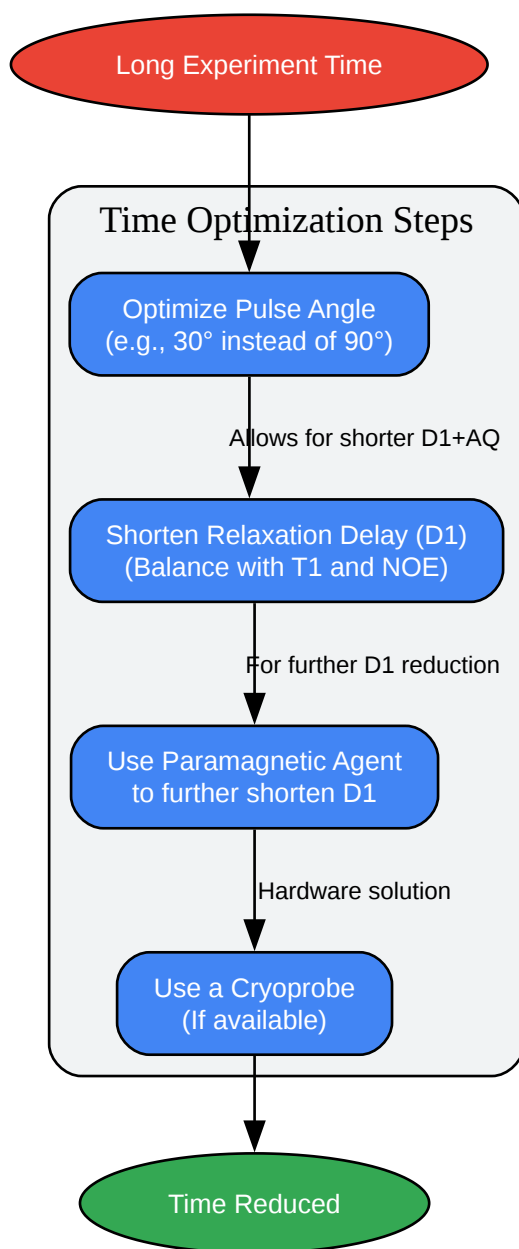 Long Experiment Time
Time Optimization Steps
Optimize Pulse Angle
(e.g., 30° instead of 90°)
Allows for shorter D1+AQ
Shorten Relaxation Delay (D1)
(Balance with T1 and NOE)
For further D1 reduction
Use Paramagnetic Agent
to further shorten D1
Hardware solution
Use a Cryoprobe
(If available)
Time Reduced